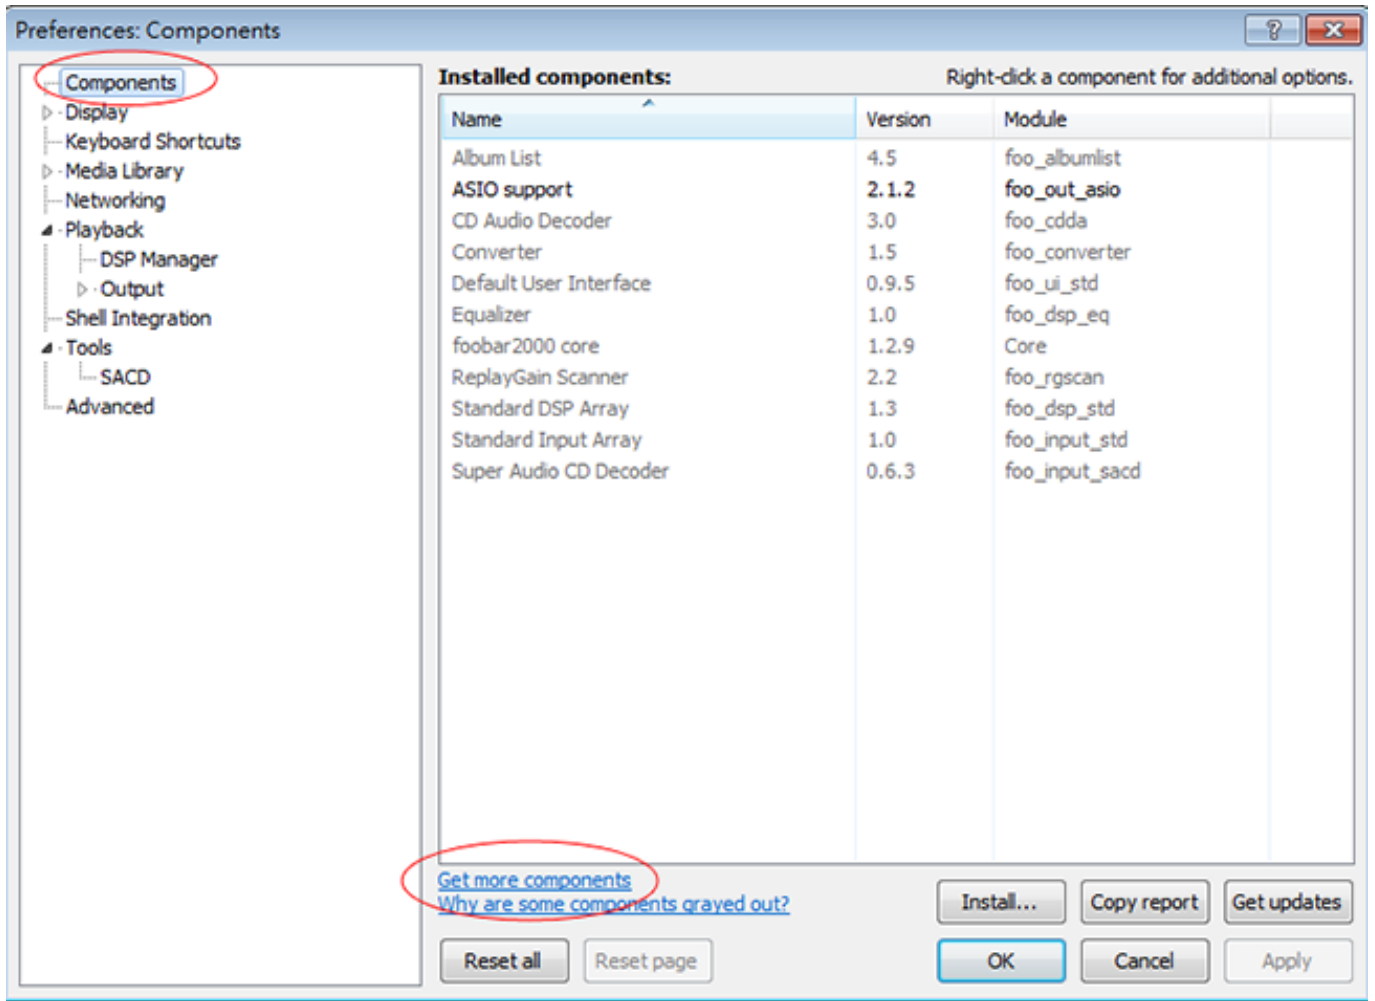 Preferences: Components
?
Components
Display
Keyboard Shortcuts
Media Library
Networking
Playback
DSP Manager
Output
Shell Integration
Tools
SACD
Advanced
Installed components: Right-click a component for additional options.
Name Version Module
Album List 4.5 foo_albumlist
ASIO support 2.1.2 foo_out_asio
CD Audio Decoder 3.0 foo_cdda
Converter 1.5 foo_converter
Default User Interface 0.9.5 foo_ui_std
Equalizer 1.0 foo_dsp_eq
foobar2000 core 1.2.9 Core
ReplayGain Scanner 2.2 foo_rgscan
Standard DSP Array 1.3 foo_dsp_std
Standard Input Array 1.0 foo_input_std
Super Audio CD Decoder 0.6.3 foo_input_sacd
Get more components
Why are some components grayed out?
Install... Copy report Get updates
Reset all Reset page OK Cancel Apply